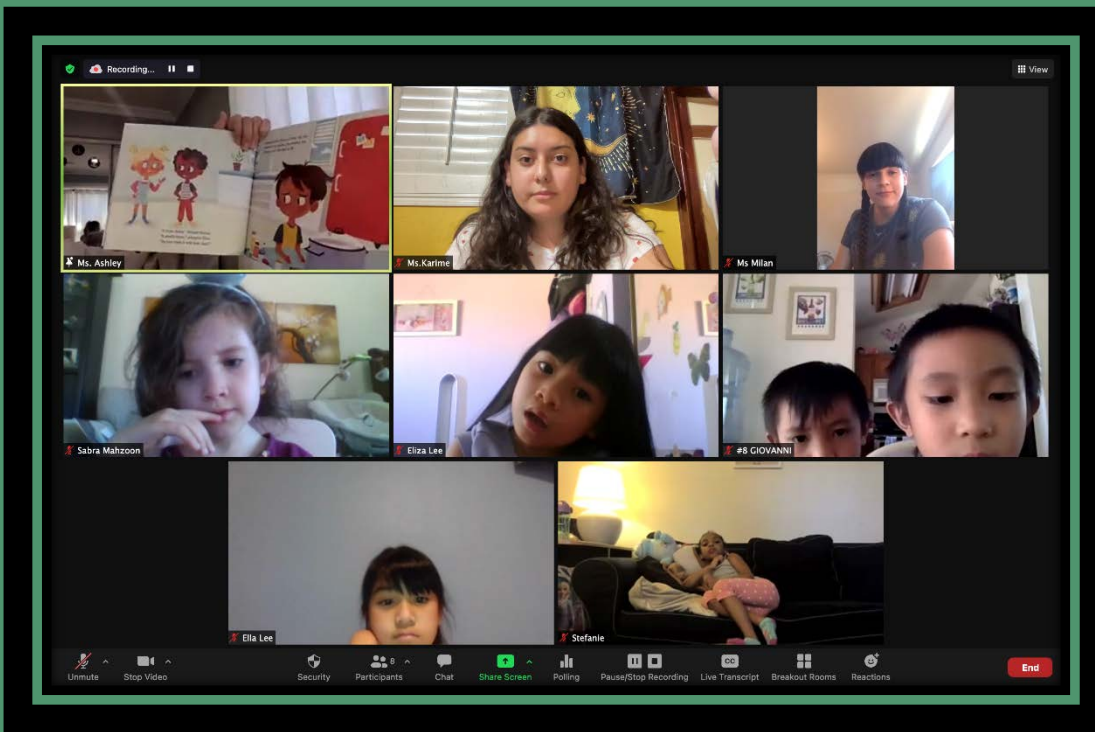 Recording...
View
Ms. Ashley
Ms.Karime
Ms Milan
Sabra Mahzoon
Eliza Lee
#8 GIOVANNI
Ella Lee
Stefanie
Unmute
Stop Video
Security
Participants
8
Chat
Share Screen
Polling
Pause/Stop Recording
CC
Live Transcript
Breakout Rooms
Reactions
End